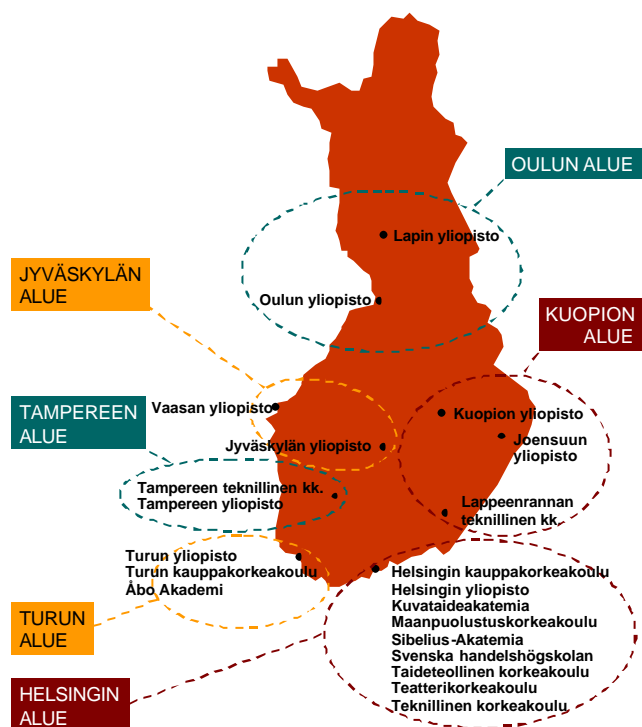 OULUN ALUE
Lapin yliopisto
JYVÄSKYLÄN
ALUE
Oulun yliopisto
KUOPION
ALUE
Vaasan yliopisto
TAMPEREEN
ALUE
Kuopion yliopisto
Joensuun
yliopisto
Jyväskylän yliopisto
Tampereen teknillinen kk.
Tampereen yliopisto
Lappeenrannan
teknillinen kk.
Turun yliopisto
Turun kauppakorkeakoulu
Åbo Akademi
TURUN
ALUE
Helsingin kauppakorkeakoulu
Helsingin yliopisto
Kuvataideakatemia
Maanpuolustuskorkeakoulu
Sibelius-Akatemia
Svenska handelshögskolan
Taideteollinen korkeakoulu
Teatterikorkeakoulu
Teknillinen korkeakoulu
HELSINGIN
ALUE